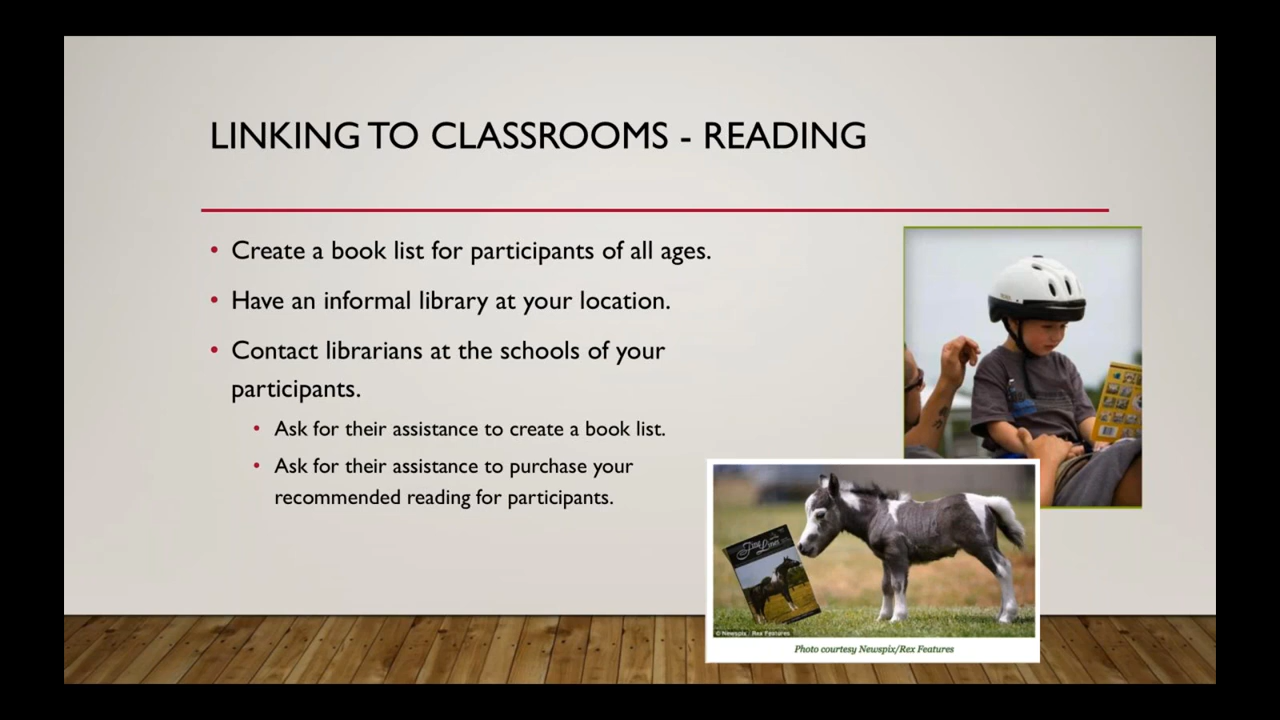 LINKING TO CLASSROOMS - READING
• Create a book list for participants of all ages.
• Have an informal library at your location.
• Contact librarians at the schools of your
participants.
• Ask for their assistance to create a book list.
• Ask for their assistance to purchase your
recommended reading for participants.
© Newspix / Rex Features
Photo courtesy Newspix/Rex Features